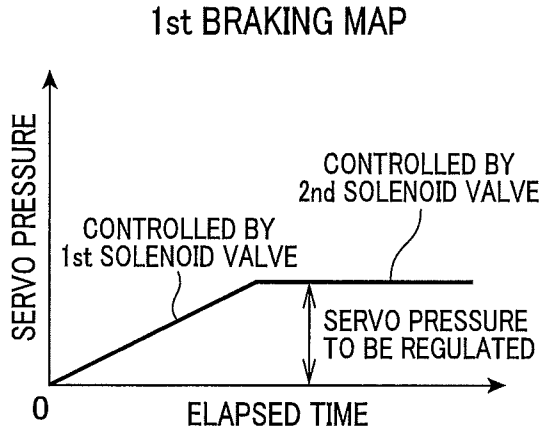 1st BRAKING MAP
SERVO PRESSURE
CONTROLLED BY
2nd SOLENOID VALVE
CONTROLLED BY
1st SOLENOID VALVE
SERVO PRESSURE
TO BE REGULATED
0
ELAPSED TIME